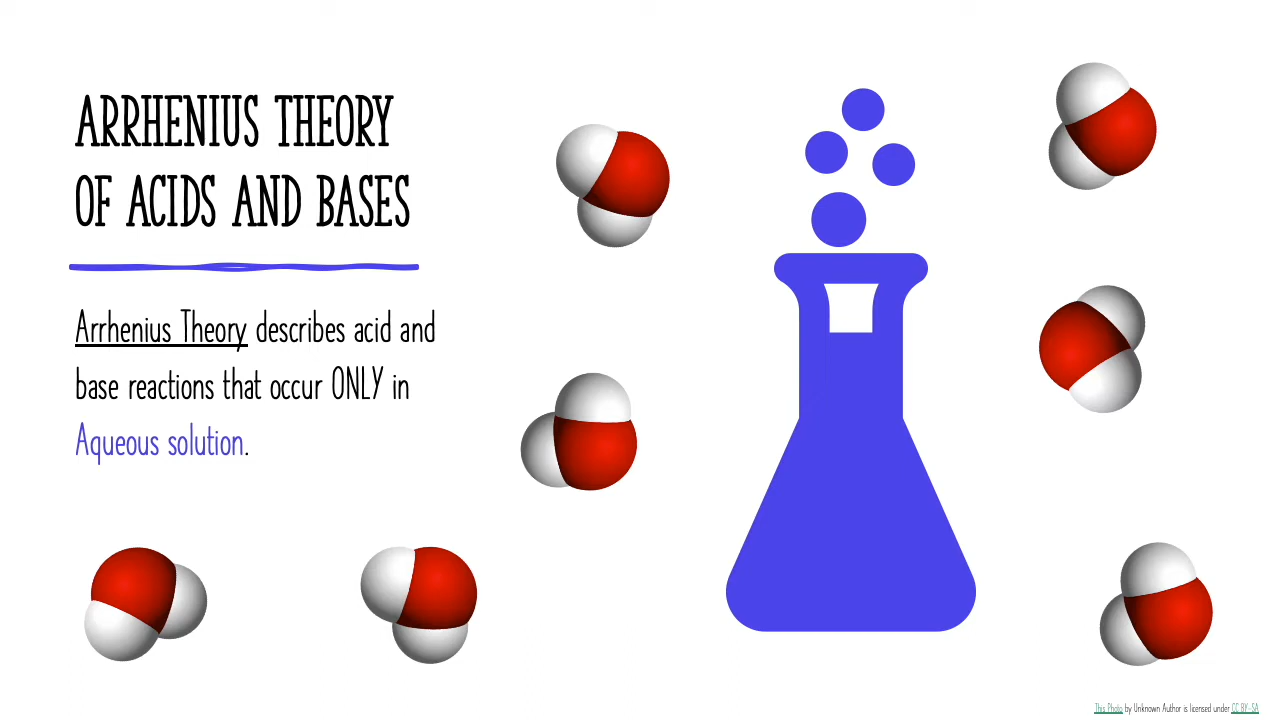 ARRHENIUS THEORY
OF ACIDS AND BASES
Arrhenius Theory describes acid and
base reactions that occur ONLY in
Aqueous solution.
This Photo by Unknown Author is licensed under CC BY-SA